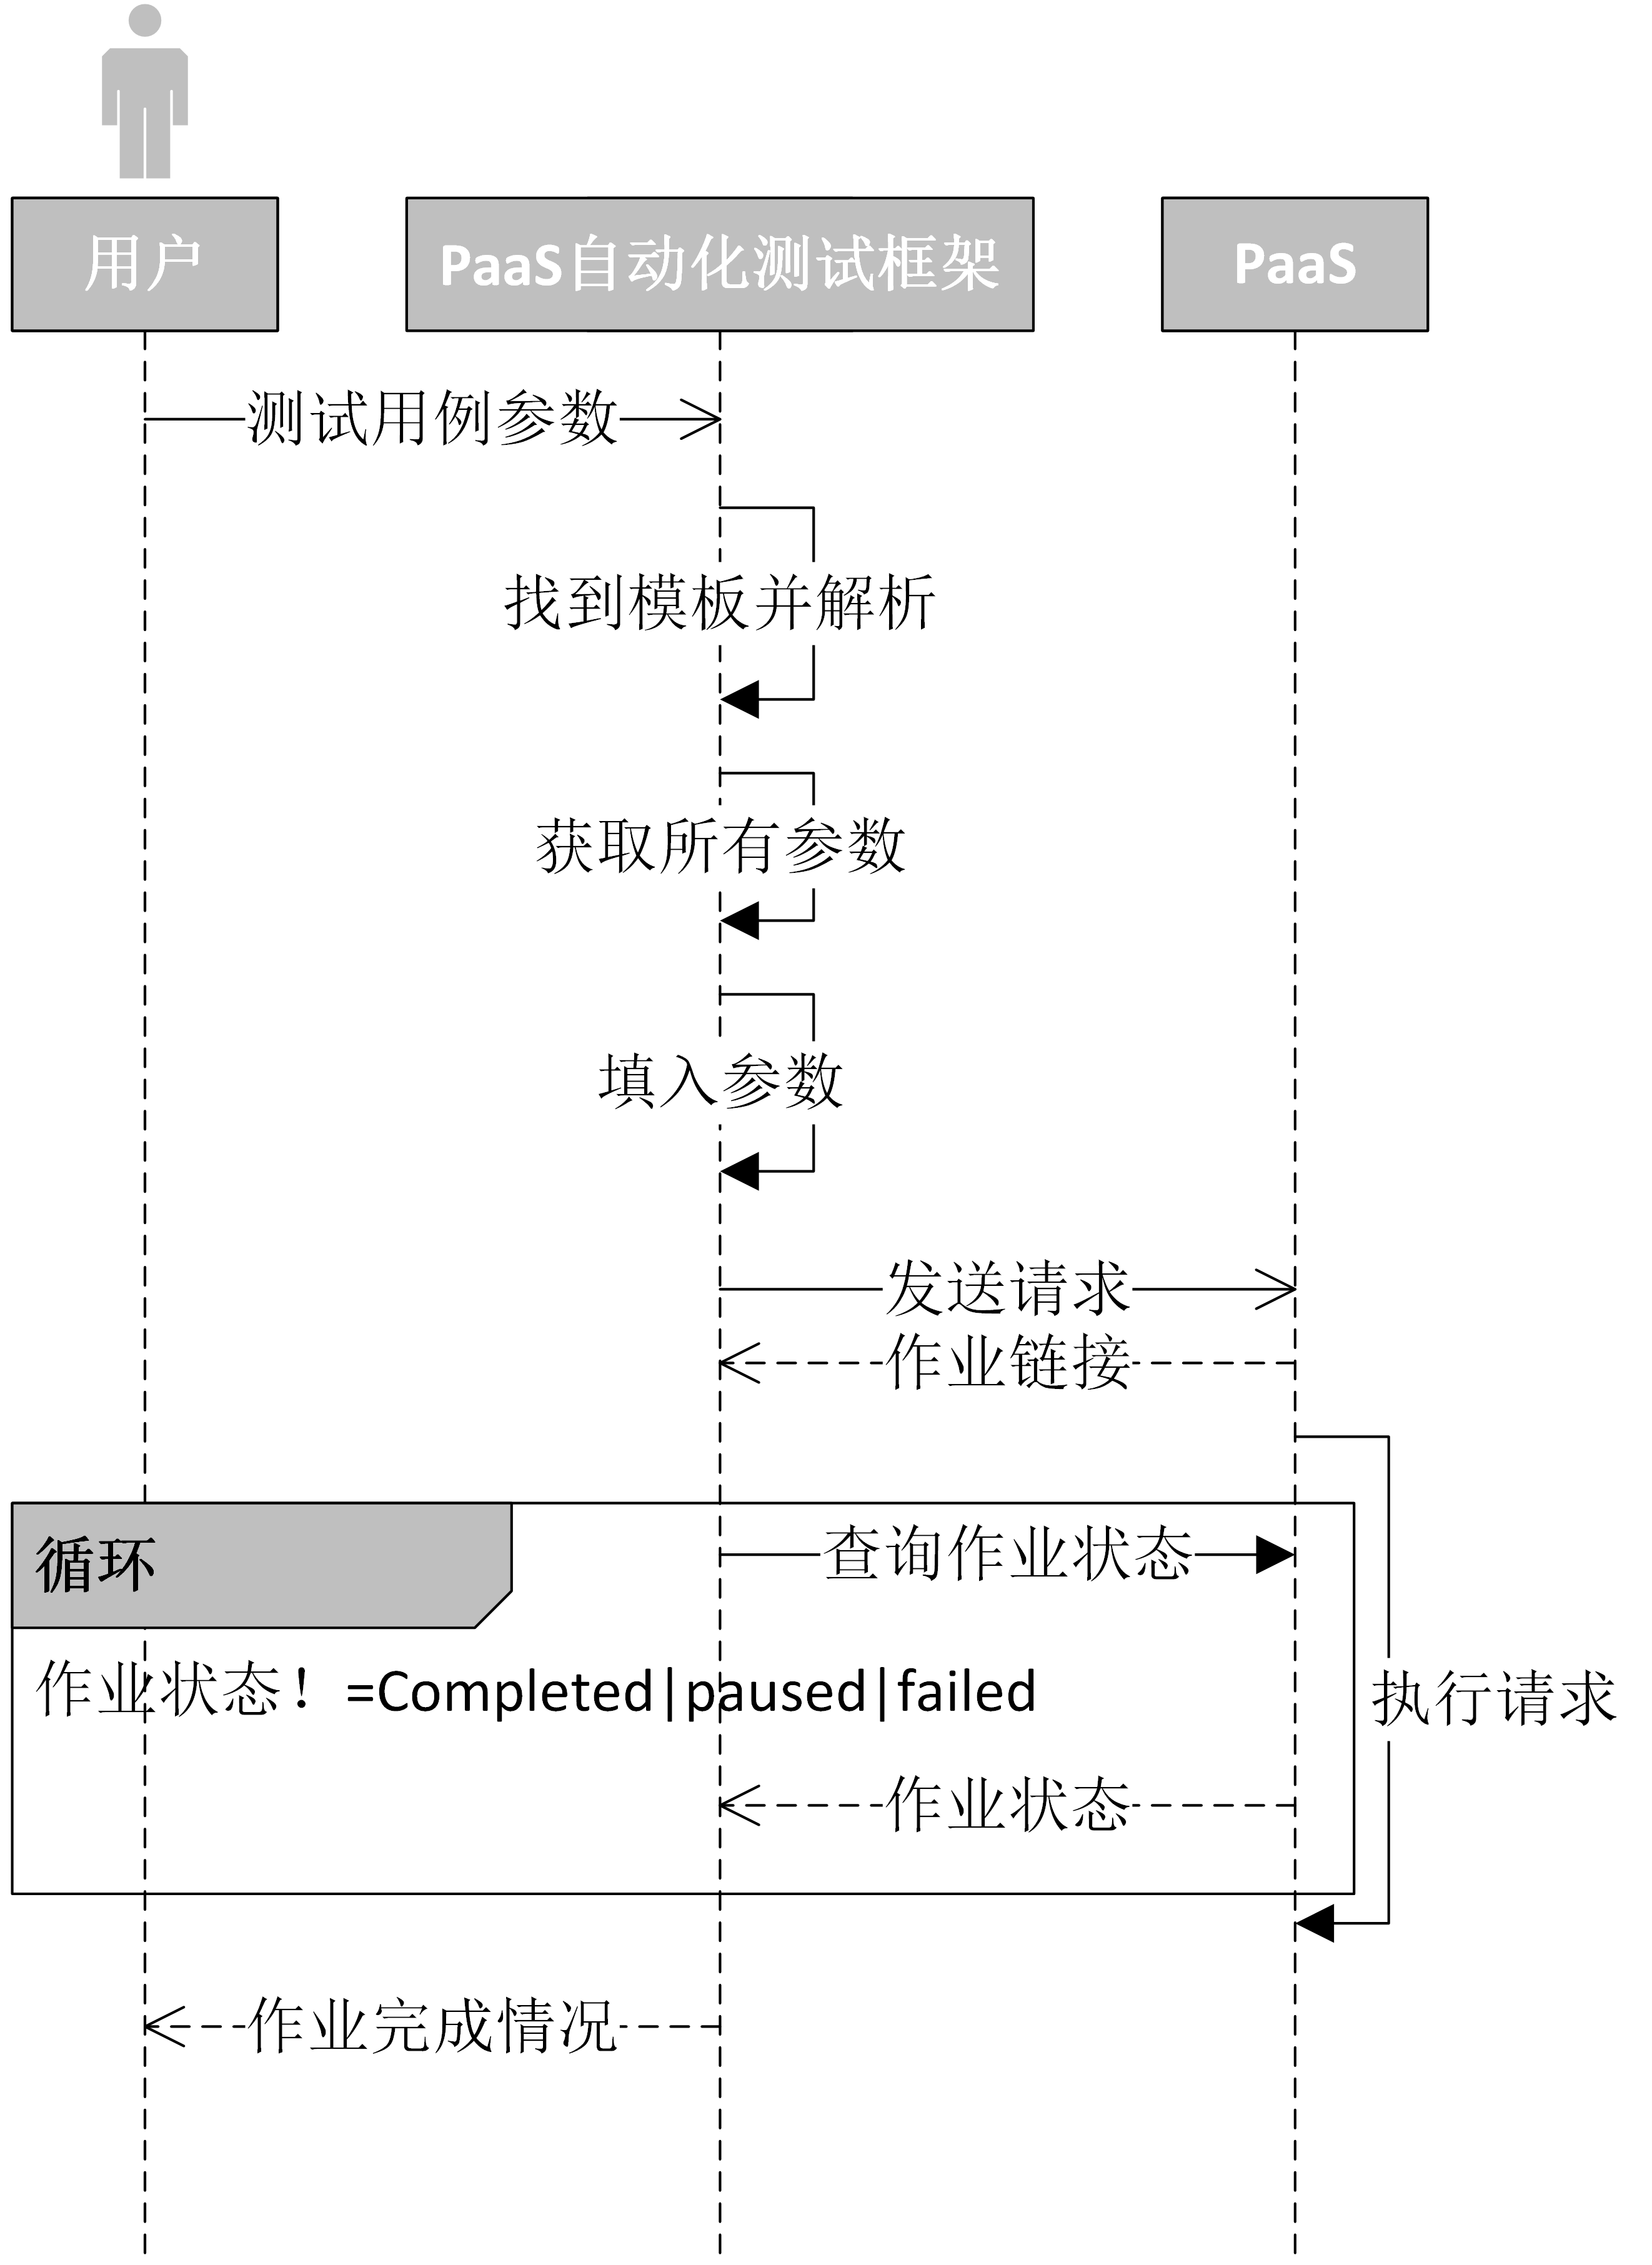 用户
PaaS自动化测试框架
PaaS
测试用例参数
找到模板并解析
获取所有参数
填入参数
发送请求
作业链接
循环
查询作业状态
作业状态！=Completed|paused|failed
执行请求
作业状态
作业完成情况